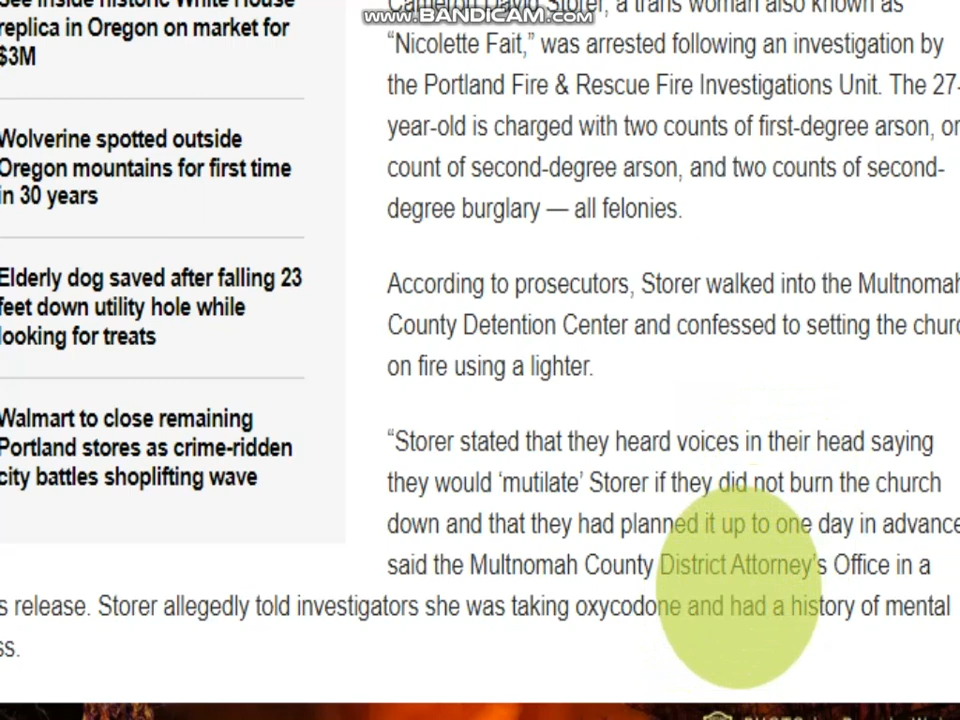 See inside historic White House
replica in Oregon on market for
$3M
Wolverine spotted outside
Oregon mountains for first time
in 30 years
Elderly dog saved after falling 23
feet down utility hole while
looking for treats
Walmart to close remaining
Portland stores as crime-ridden
city battles shoplifting wave
www.BANDICAM.com
Cameron David Storer, a trans woman also known as
“Nicolette Fait,” was arrested following an investigation by
the Portland Fire & Rescue Fire Investigations Unit. The 27-
year-old is charged with two counts of first-degree arson, on
count of second-degree arson, and two counts of second-
degree burglary — all felonies.
According to prosecutors, Storer walked into the Multnomah
County Detention Center and confessed to setting the churc
on fire using a lighter.
“Storer stated that they heard voices in their head saying
they would ‘mutilate’ Storer if they did not burn the church
down and that they had planned it up to one day in advance
said the Multnomah County District Attorney’s Office in a
s release. Storer allegedly told investigators she was taking oxycodone and had a history of mental
ss.